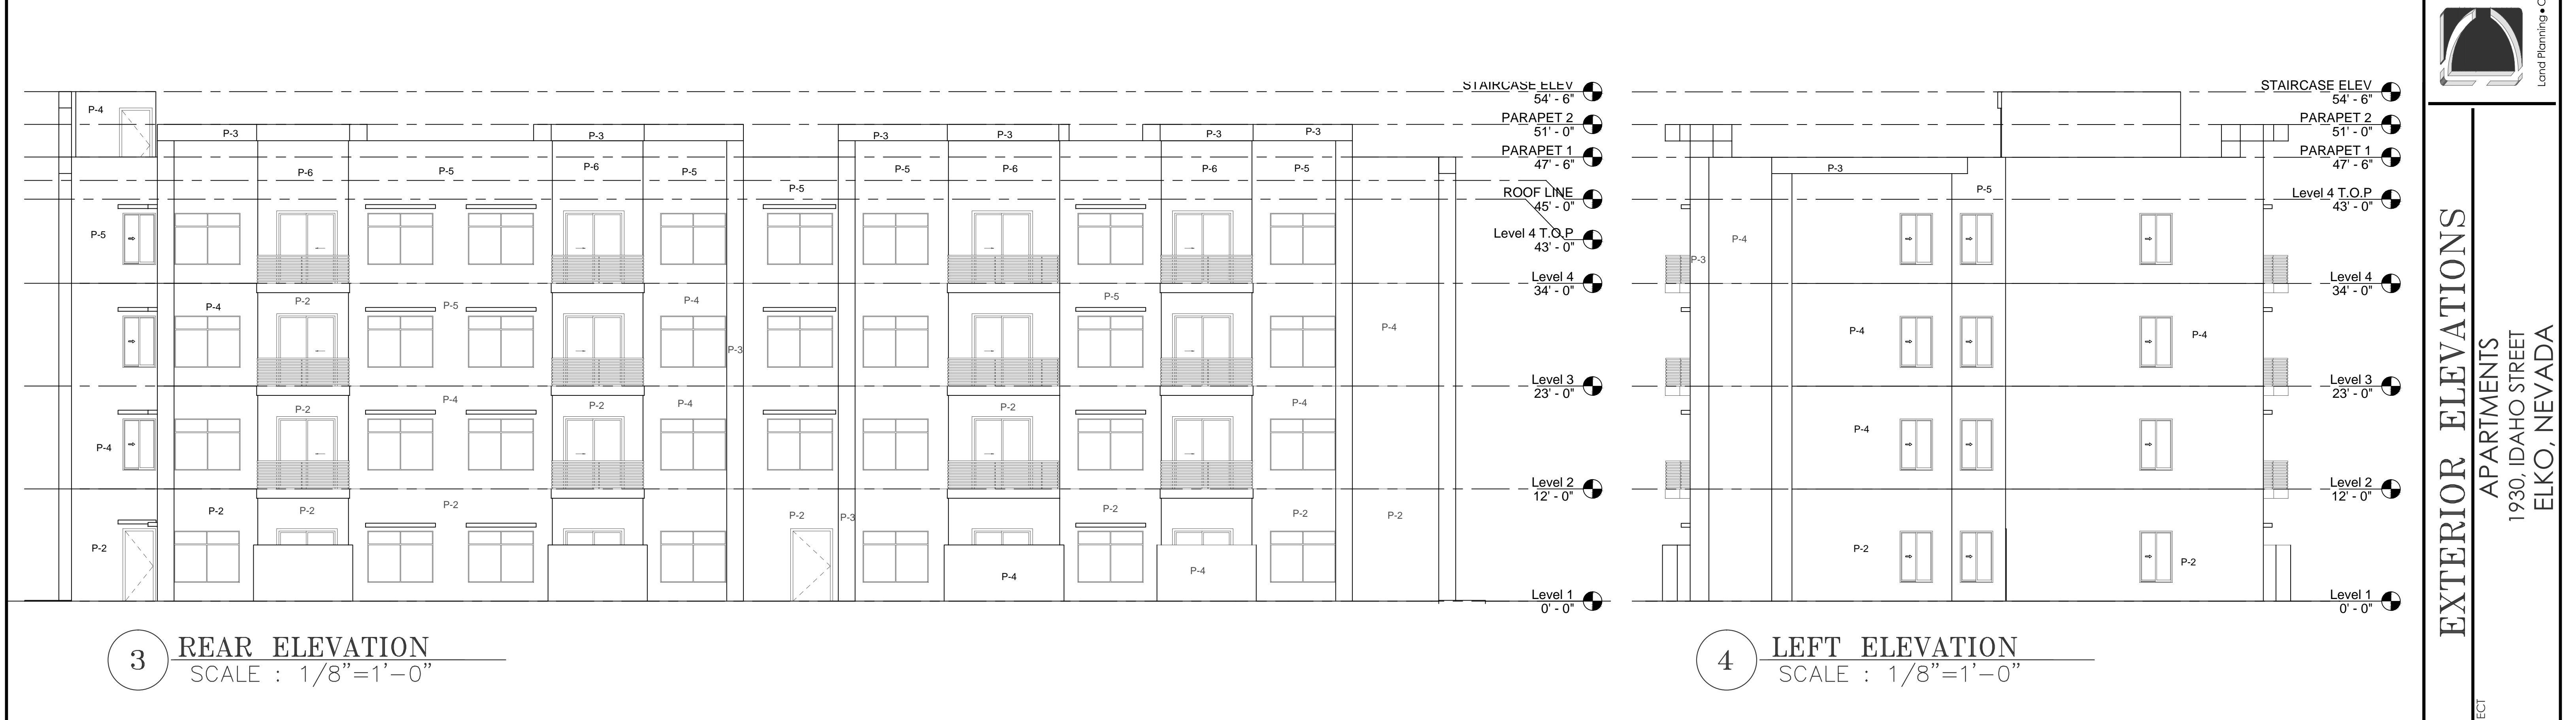 STAIRCASE ELEV
54' - 6"
PARAPET 2
51' - 0"
PARAPET 1
47' - 6"
ROOF LINE
45' - 0"
Level 4 T.O.P
43' - 0"
Level 4
34' - 0"
Level 3
23' - 0"
Level 2
12' - 0"
Level 1
0' - 0"
P-4
P-3
P-3
P-3
P-3
P-3
P-3
P-6
P-5
P-6
P-5
P-5
P-5
P-6
P-6
P-5
P-5
P-4
P-2
P-5
P-4
P-5
P-4
P-3
P-4
P-2
P-4
P-2
P-4
P-2
P-4
P-2
P-2
P-2
P-2
P-2
P-3
P-2
P-2
P-2
P-4
P-4
3
REAR ELEVATION
SCALE : 1/8"=1'-0"
STAIRCASE ELEV
54' - 6"
PARAPET 2
51' - 0"
PARAPET 1
47' - 6"
Level 4 T.O.P
43' - 0"
Level 4
34' - 0"
Level 3
23' - 0"
Level 2
12' - 0"
Level 1
0' - 0"
P-3
P-5
P-4
P-3
P-4
P-4
P-4
P-2
P-2
4
LEFT ELEVATION
SCALE : 1/8"=1'-0"
Land Planning •
EXTERIOR ELEVATIONS
APARTMENTS
1930, IDAHO STREET
ELKO, NEVADA